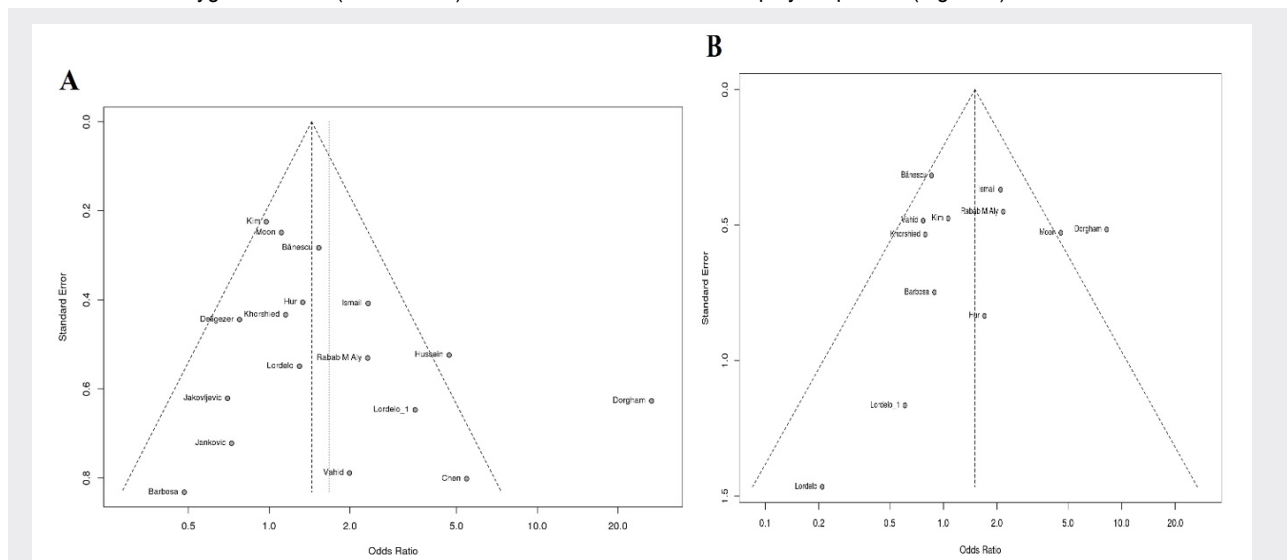 A
0.0
0.2
0.4
0.6
0.8
Standard Error
Kim
Moon
Bănescu
Hur
Ismail
Khorshied
Deegezer
Rabab M Aly
Hussein
Lordelo
Jakovljevic
Dorgham
Lordelo_1
Jankovic
Vahid
Chen
Barbosa
0.5
1.0
2.0
5.0
10.0
20.0
Odds Ratio
B
0.0
0.5
1.0
1.5
Standard Error
Bănescu
Ismail
Rabab M Aly
Vahid
Kim
Khorshied
Moon
Dorgham
Barbosa
Hur
Lordelo_1
Lordelo
0.1
0.2
0.5
1.0
2.0
5.0
10.0
20.0
Odds Ratio